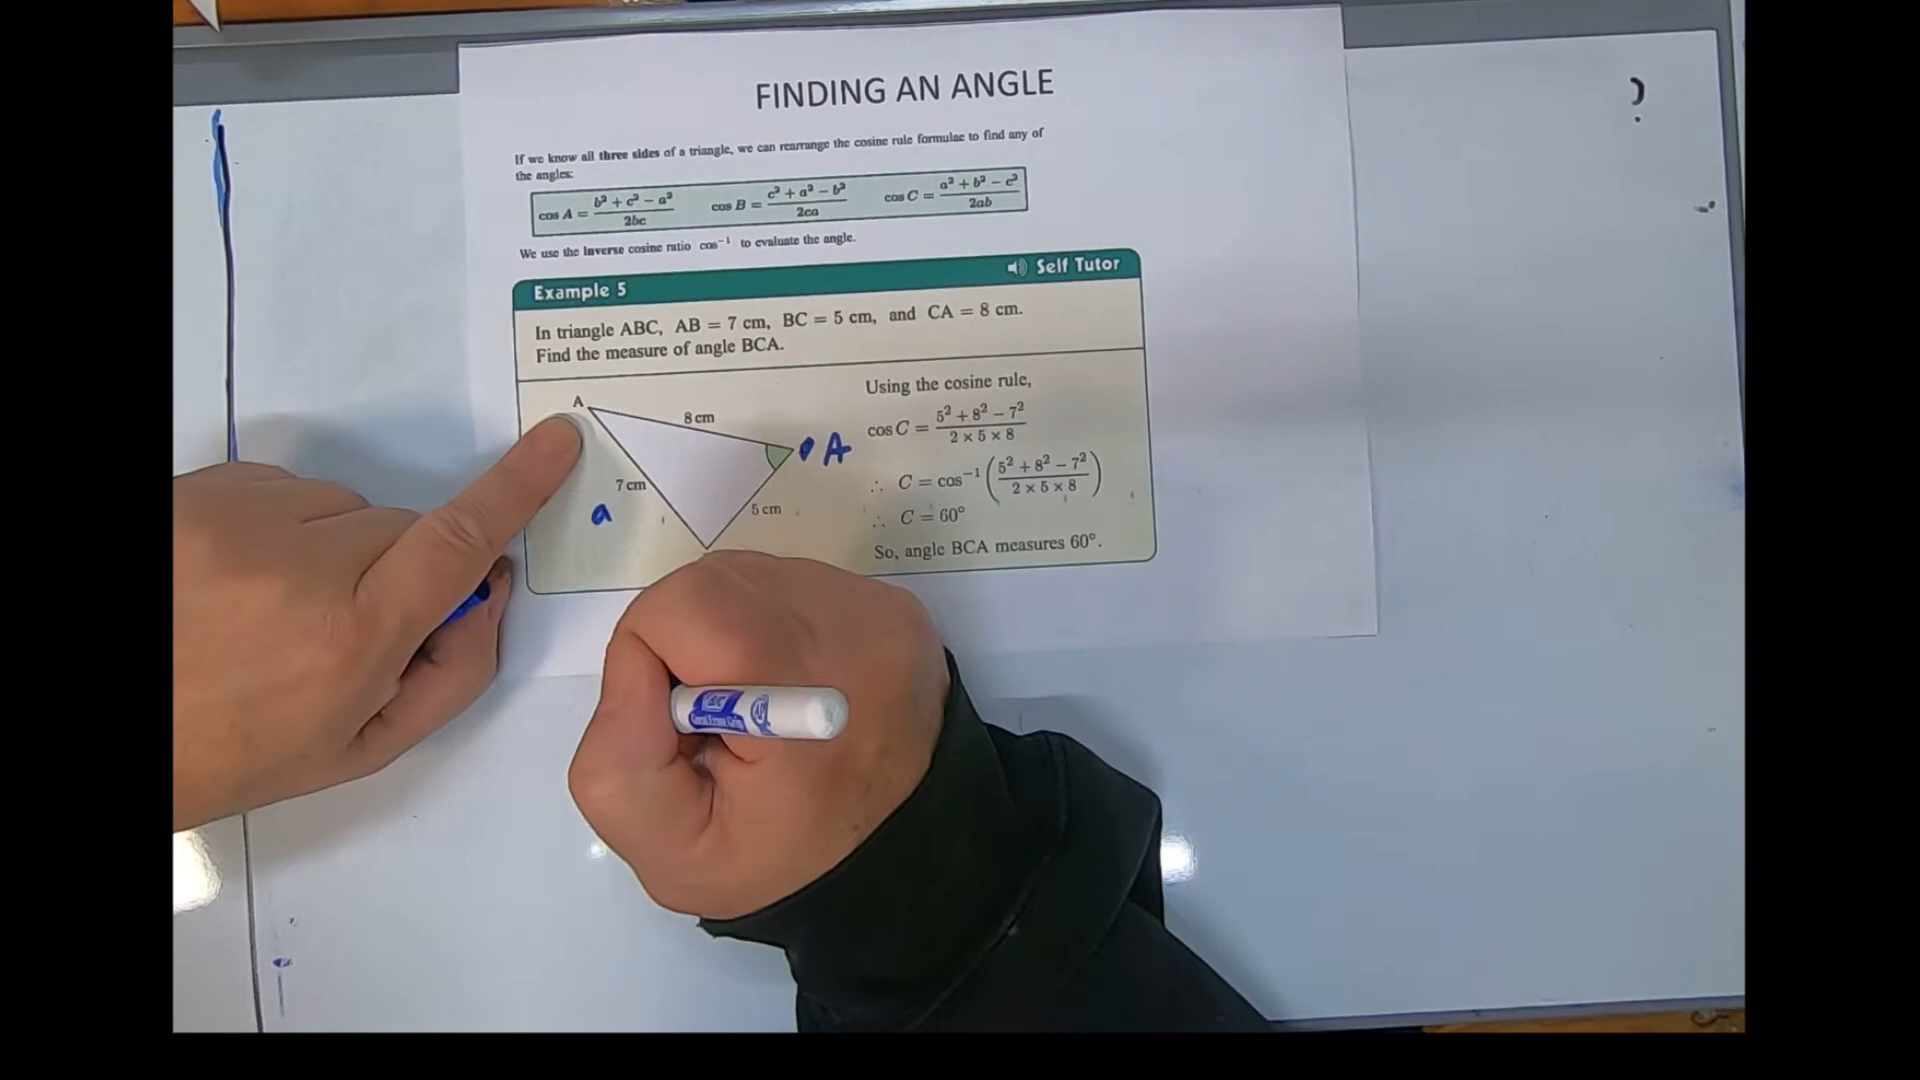 FINDING AN ANGLE
If we know all three sides of a triangle, we can rearrange the cosine rule formulae to find any of
the angles:
cos A = (b² + c² − a²) / 2bc   cos B = (c² + a² − b²) / 2ca   cos C = (a² + b² − c²) / 2ab
We use the inverse cosine ratio cos⁻¹ to evaluate the angle.
Example 5
Self Tutor
In triangle ABC, AB = 7 cm, BC = 5 cm, and CA = 8 cm.
Find the measure of angle BCA.
A
8 cm
A
7 cm
a
5 cm
Using the cosine rule,
cos C = (5² + 8² − 7²) / (2 × 5 × 8)
∴ C = cos⁻¹ ((5² + 8² − 7²) / (2 × 5 × 8))
∴ C = 60°
So, angle BCA measures 60°.
BIC